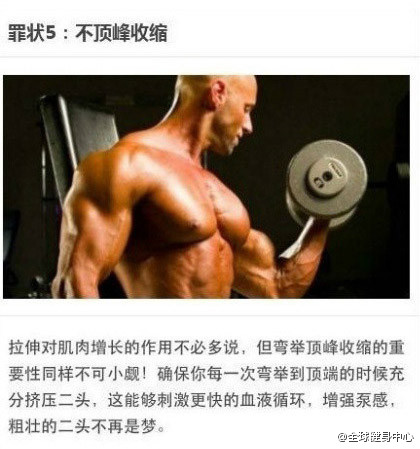 罪状5：不顶峰收缩
拉伸对肌肉增长的作用不必多说，但弯举顶峰收缩的重
要性同样不可小觑！确保你每一次弯举到顶端的时候充
分挤压二头，这能够刺激更快的血液循环，增强泵感，
粗壮的二头不再是梦。
@全球健身中心